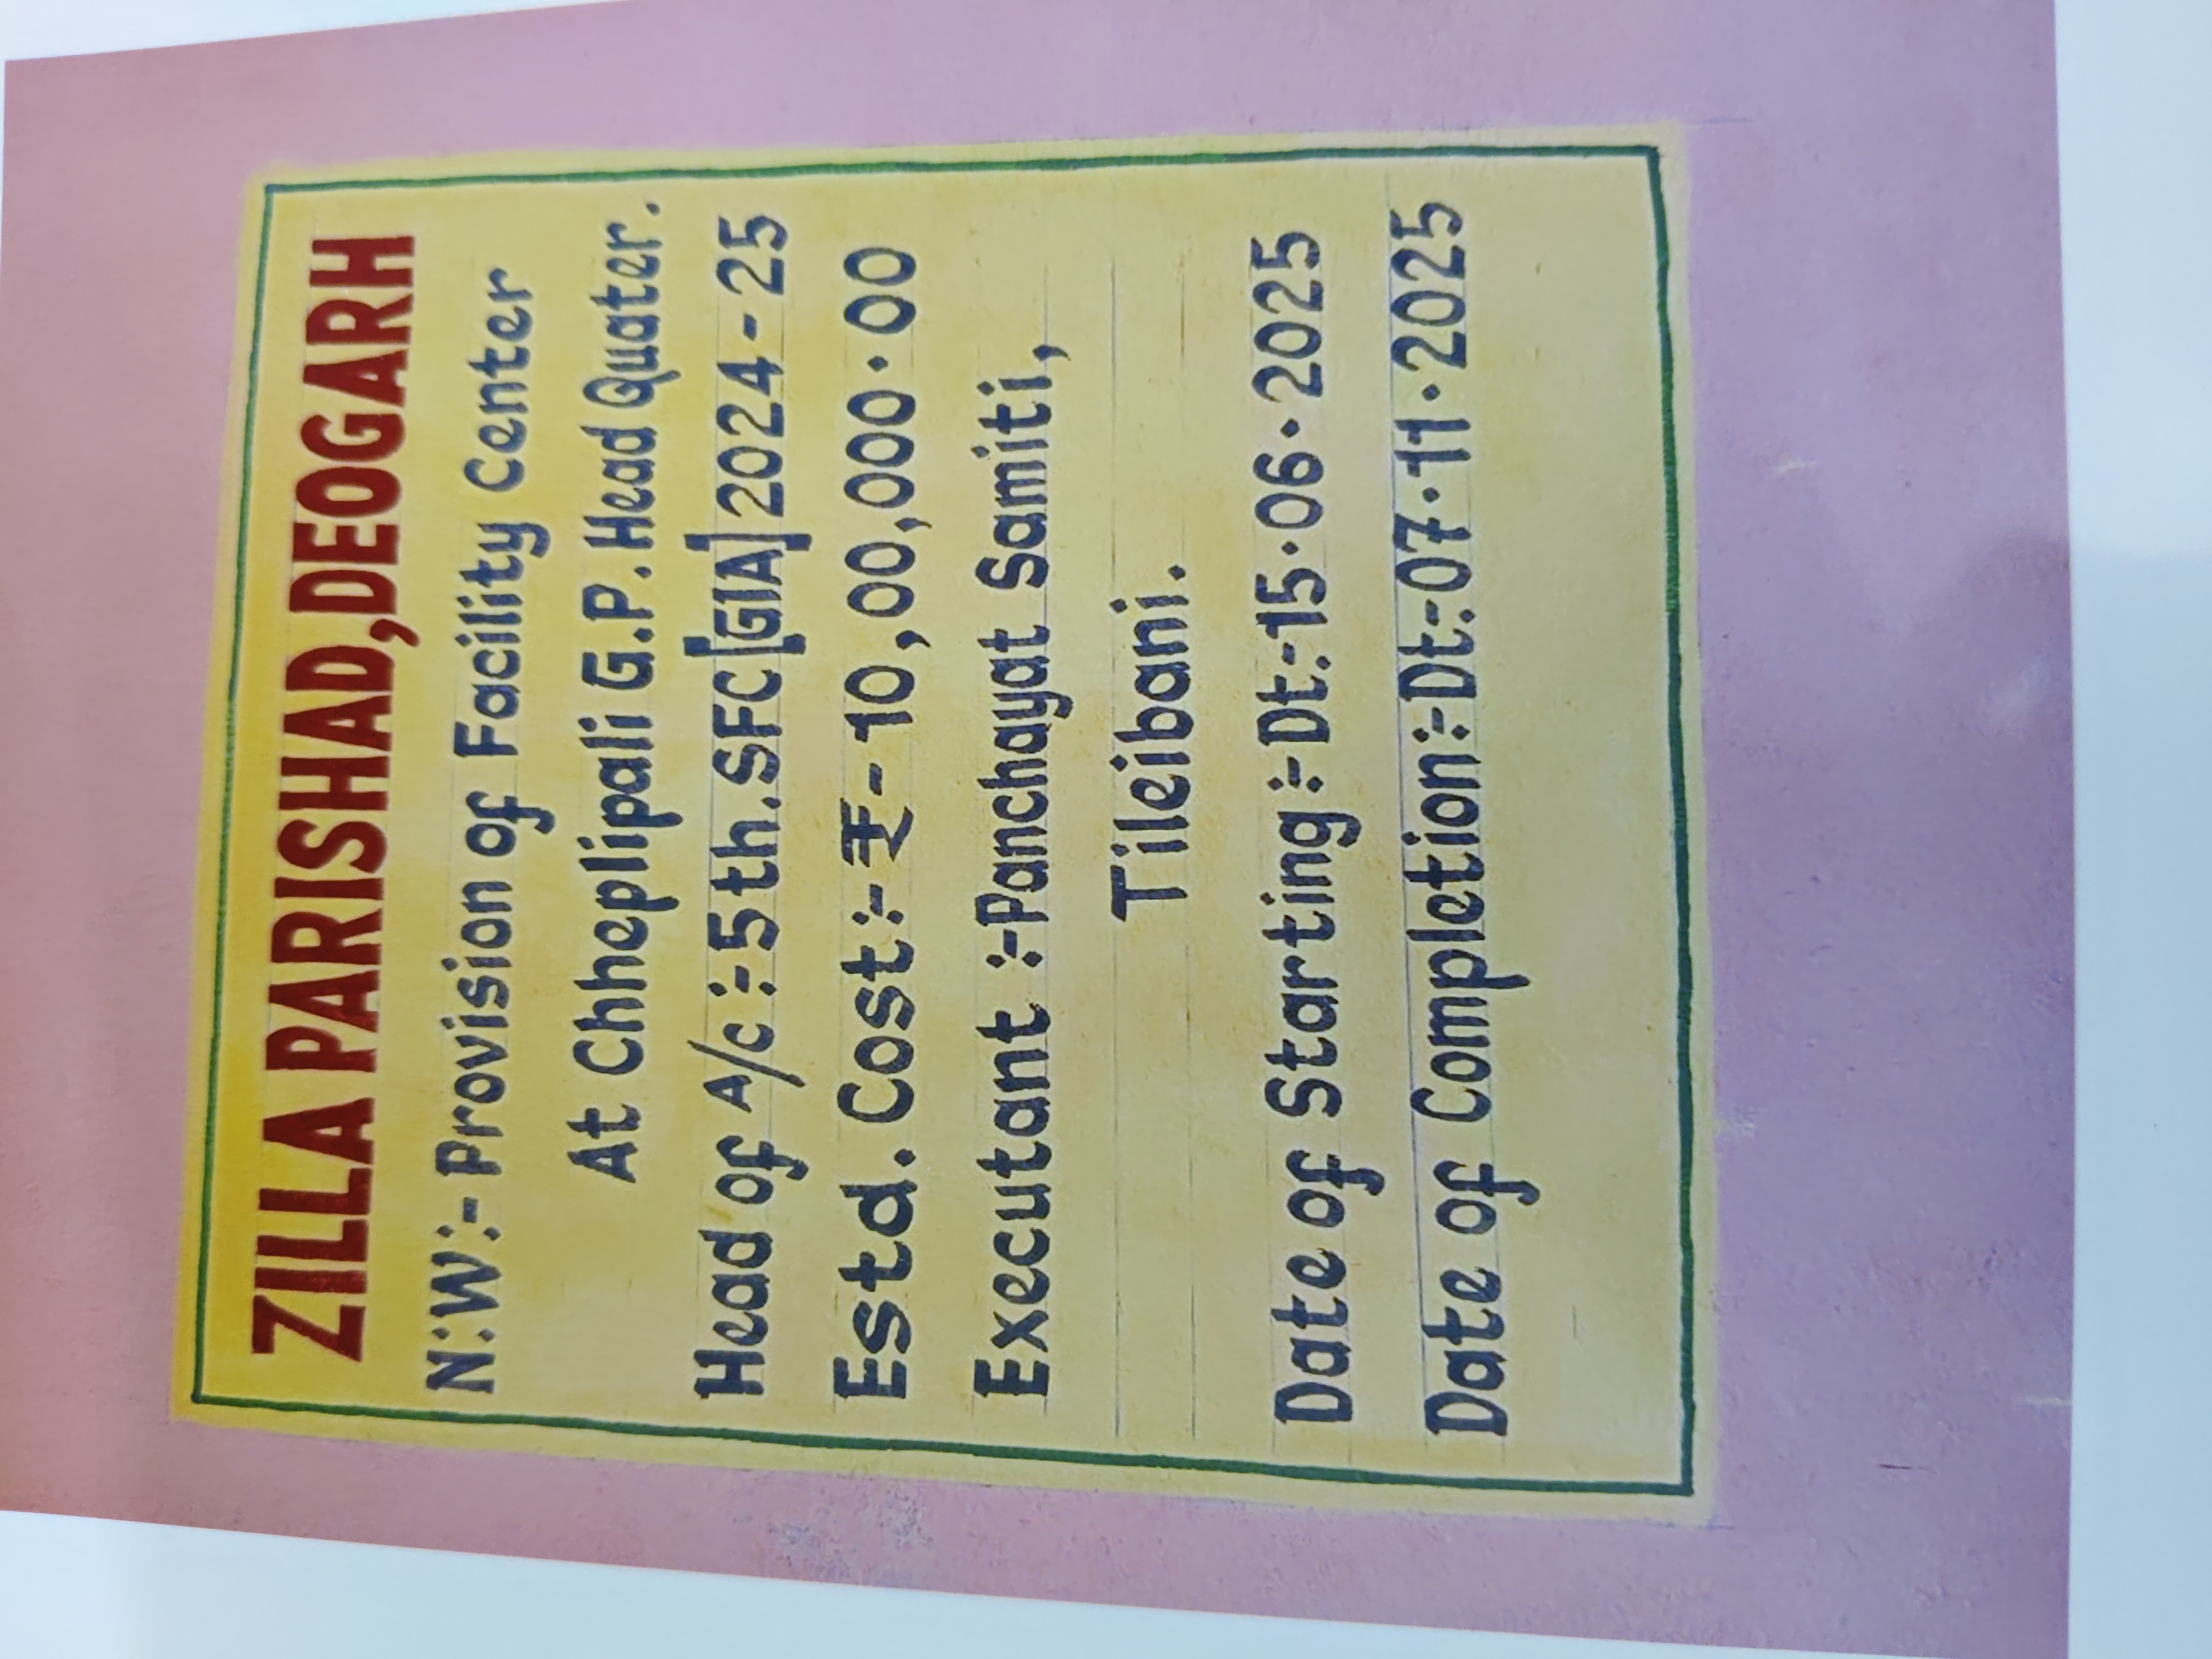 ZILLA PARISHAD,DEOGARH
N:W:- Provision of Facility Center
At Chheplipali G.P. Head Quater.
Head of A/c :- 5th.SFC[GIA]2024-25
Estd. Cost:- ₹- 10,00,000.00
Executant :- Panchayat Samiti,
Tileibani.
Date of Starting :- Dt:-15.06.2025
Date of Completion:- Dt:-07.11.2025